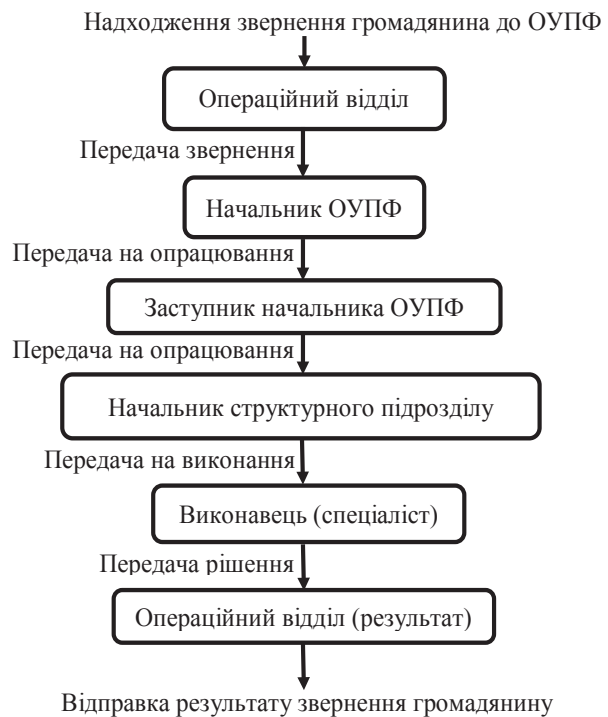 Надходження звернення громадянина до ОУПФ
Операційний відділ
Передача звернення
Начальник ОУПФ
Передача на опрацювання
Заступник начальника ОУПФ
Передача на опрацювання
Начальник структурного підрозділу
Передача на виконання
Виконавець (спеціаліст)
Передача рішення
Операційний відділ (результат)
Відправка результату звернення громадянину